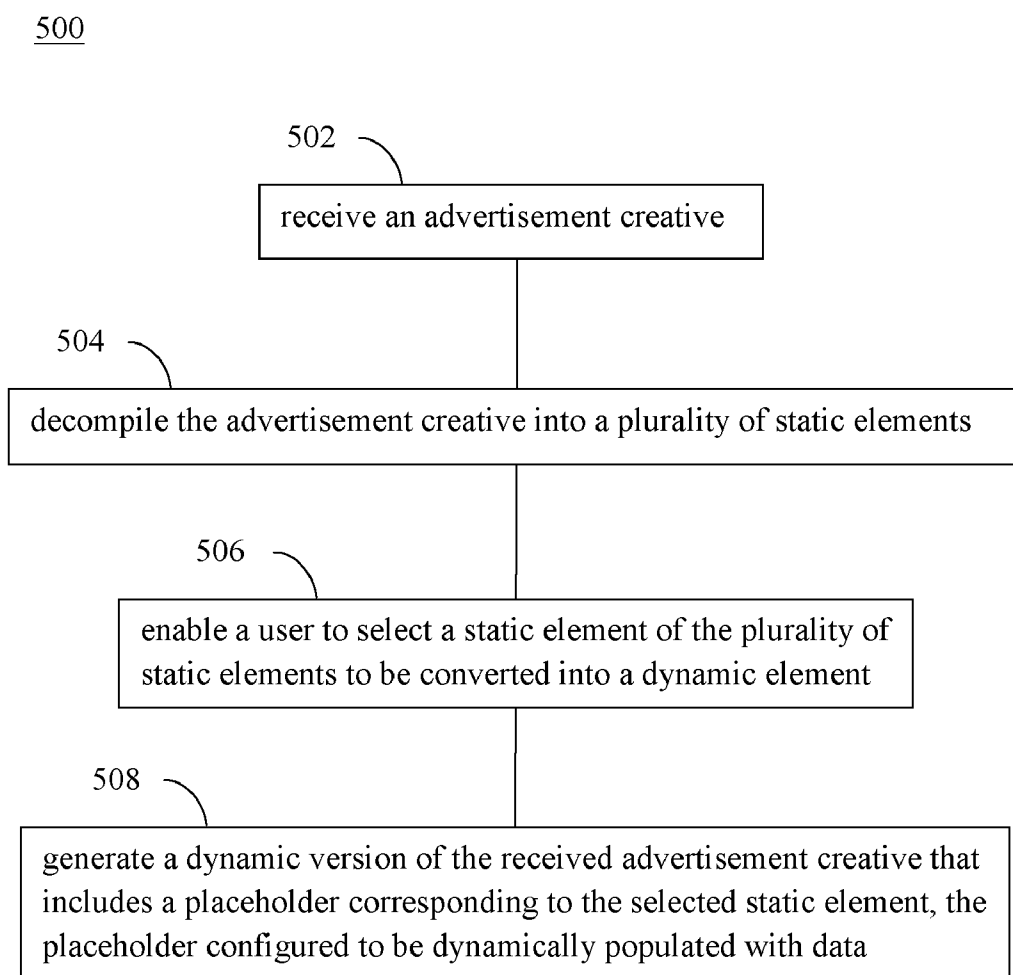 500
502
receive an advertisement creative
504
decompile the advertisement creative into a plurality of static elements
506
enable a user to select a static element of the plurality of
static elements to be converted into a dynamic element
508
generate a dynamic version of the received advertisement creative that
includes a placeholder corresponding to the selected static element, the
placeholder configured to be dynamically populated with data